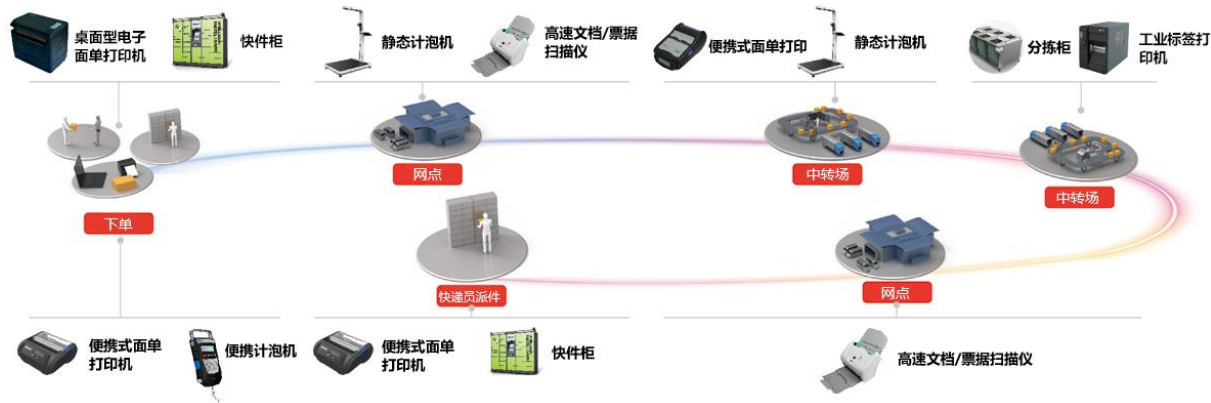 桌面型电子
面单打印机
快件柜
静态计泡机
高速文档/票据
扫描仪
便携式面单打印
静态计泡机
分拣柜
工业标签打
印机
网点
中转场
中转场
下单
快递员派件
网点
便携式面单
打印机
便携计泡机
便携式面单
打印机
快件柜
高速文档/票据扫描仪